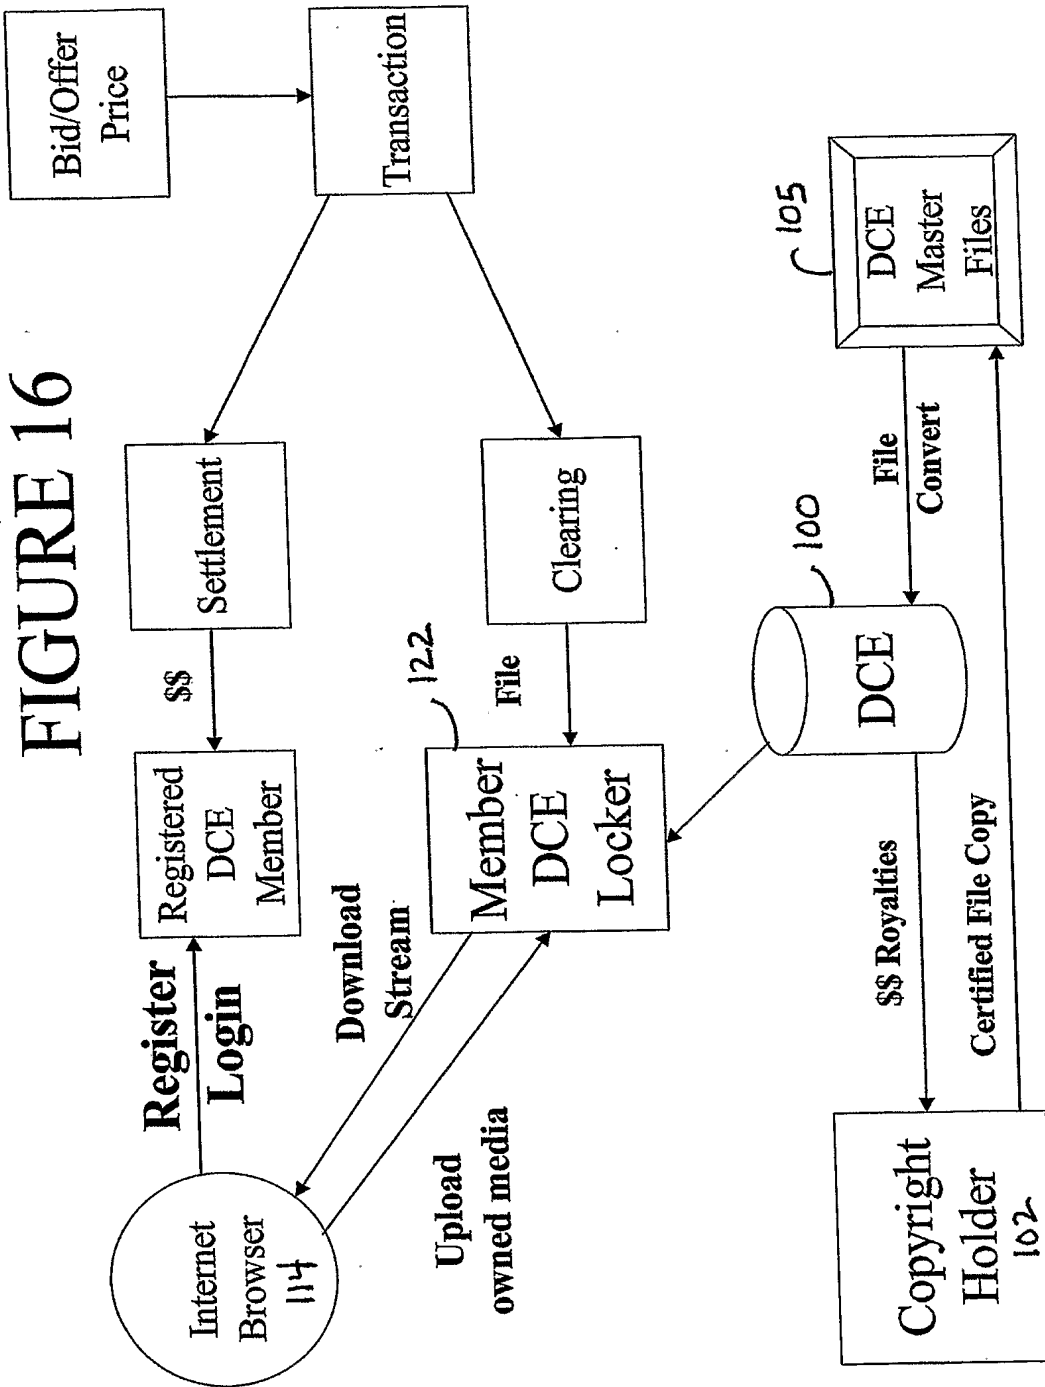 FIGURE 16
Internet
Browser
114
Register
Login
Registered
DCE
Member
$$
Settlement
Bid/Offer
Price
Transaction
Download
Stream
Upload
owned media
Member
DCE
Locker
122
File
Clearing
Copyright
Holder
102
$$ Royalties
Certified File Copy
DCE
100
File
Convert
DCE
Master
Files
105